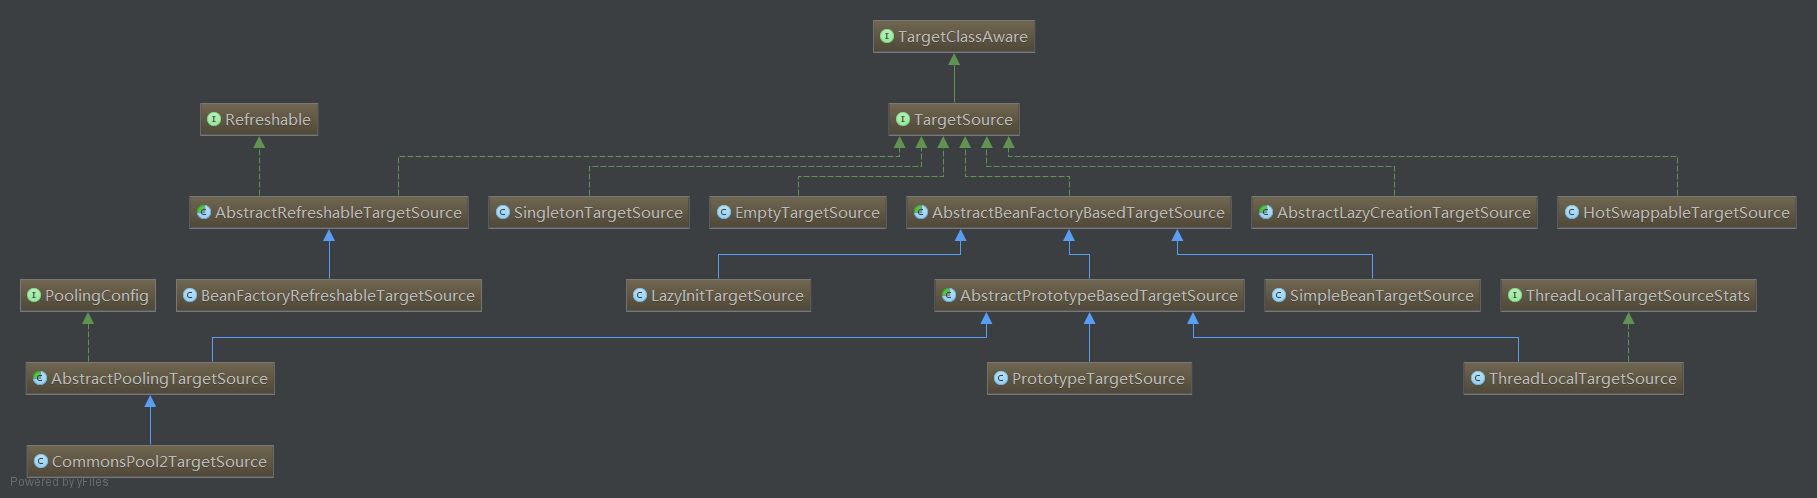 TargetClassAware
Refreshable
TargetSource
AbstractRefreshableTargetSource
SingletonTargetSource
EmptyTargetSource
AbstractBeanFactoryBasedTargetSource
AbstractLazyCreationTargetSource
HotSwappableTargetSource
PoolingConfig
BeanFactoryRefreshableTargetSource
LazyInitTargetSource
AbstractPrototypeBasedTargetSource
SimpleBeanTargetSource
ThreadLocalTargetSourceStats
AbstractPoolingTargetSource
PrototypeTargetSource
ThreadLocalTargetSource
CommonsPool2TargetSource
Powered by yFiles